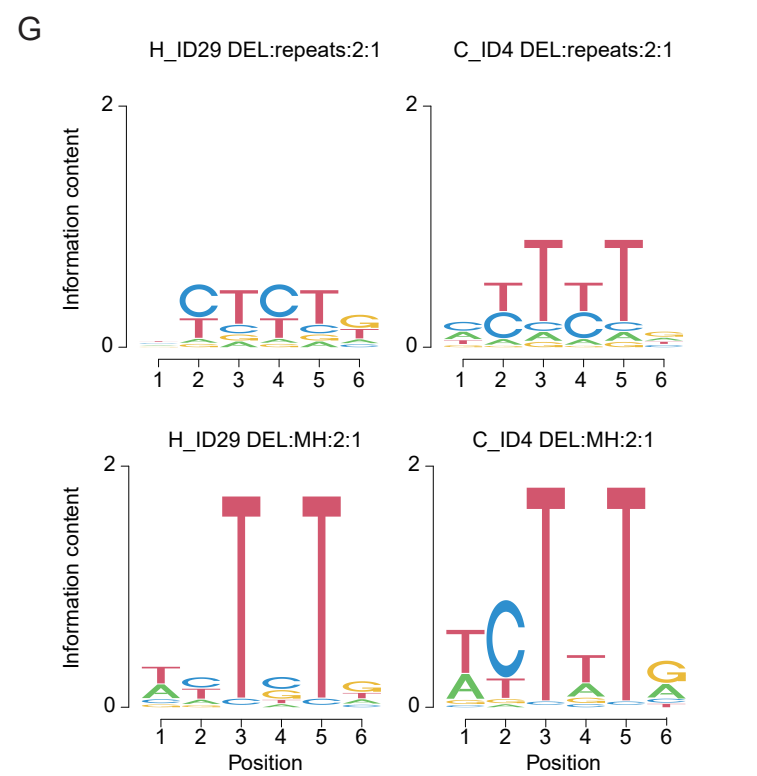 G
H_ID29 DEL:repeats:2:1
C_ID4 DEL:repeats:2:1
Information content
2
0
C T C T G
T C T C T
A G G G A
G A A A C
1 2 3 4 5 6
2
0
C T T T T G
A C C C C A
T A A A A T
G G G G G C
1 2 3 4 5 6
H_ID29 DEL:MH:2:1
C_ID4 DEL:MH:2:1
Information content
2
0
T C T C T G
A T C G C T
C A T A
G G A C
1 2 3 4 5 6
Position
2
0
T C T T T G
A T C A C A
G G G C
C A C T
1 2 3 4 5 6
Position